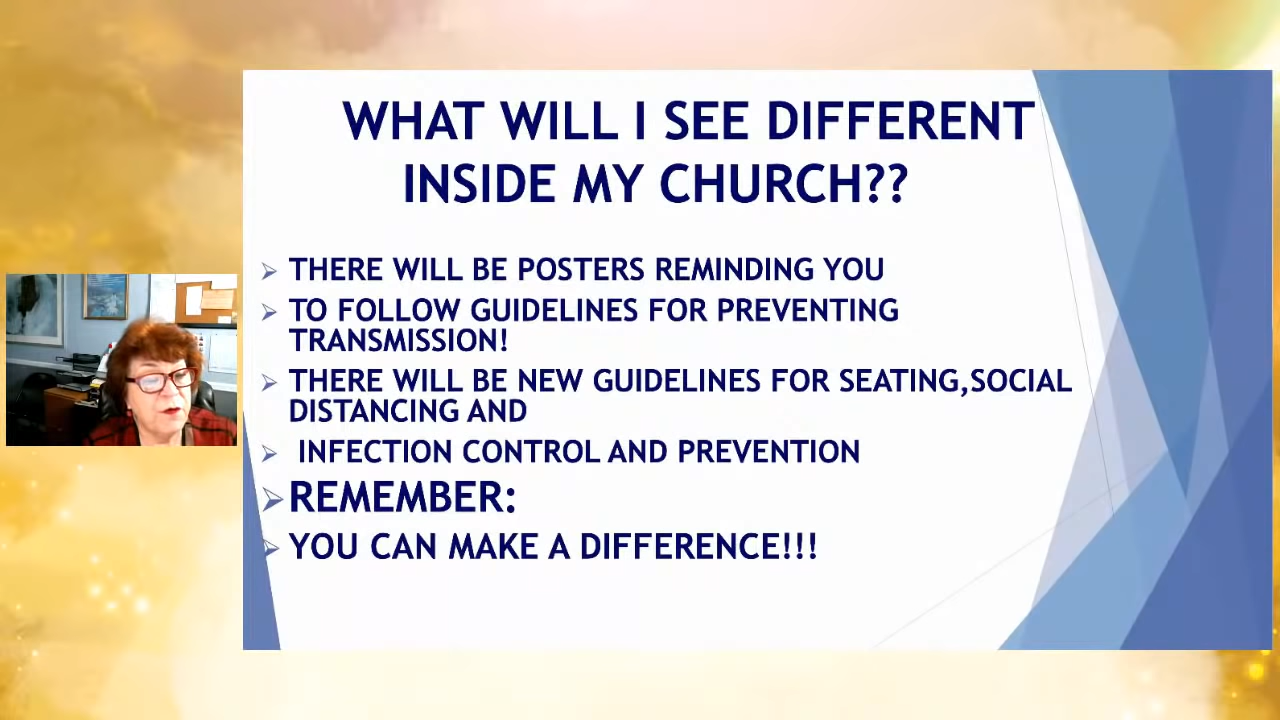 WHAT WILL I SEE DIFFERENT
INSIDE MY CHURCH??
THERE WILL BE POSTERS REMINDING YOU
TO FOLLOW GUIDELINES FOR PREVENTING
TRANSMISSION!
THERE WILL BE NEW GUIDELINES FOR SEATING,SOCIAL
DISTANCING AND
INFECTION CONTROL AND PREVENTION
REMEMBER:
YOU CAN MAKE A DIFFERENCE!!!